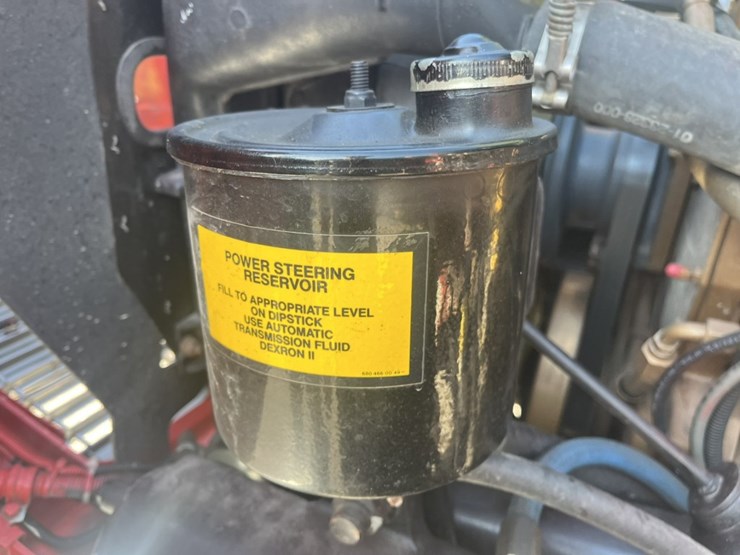 POWER STEERING
RESERVOIR
FILL TO APPROPRIATE LEVEL
ON DIPSTICK
USE AUTOMATIC
TRANSMISSION FLUID
DEXRON II